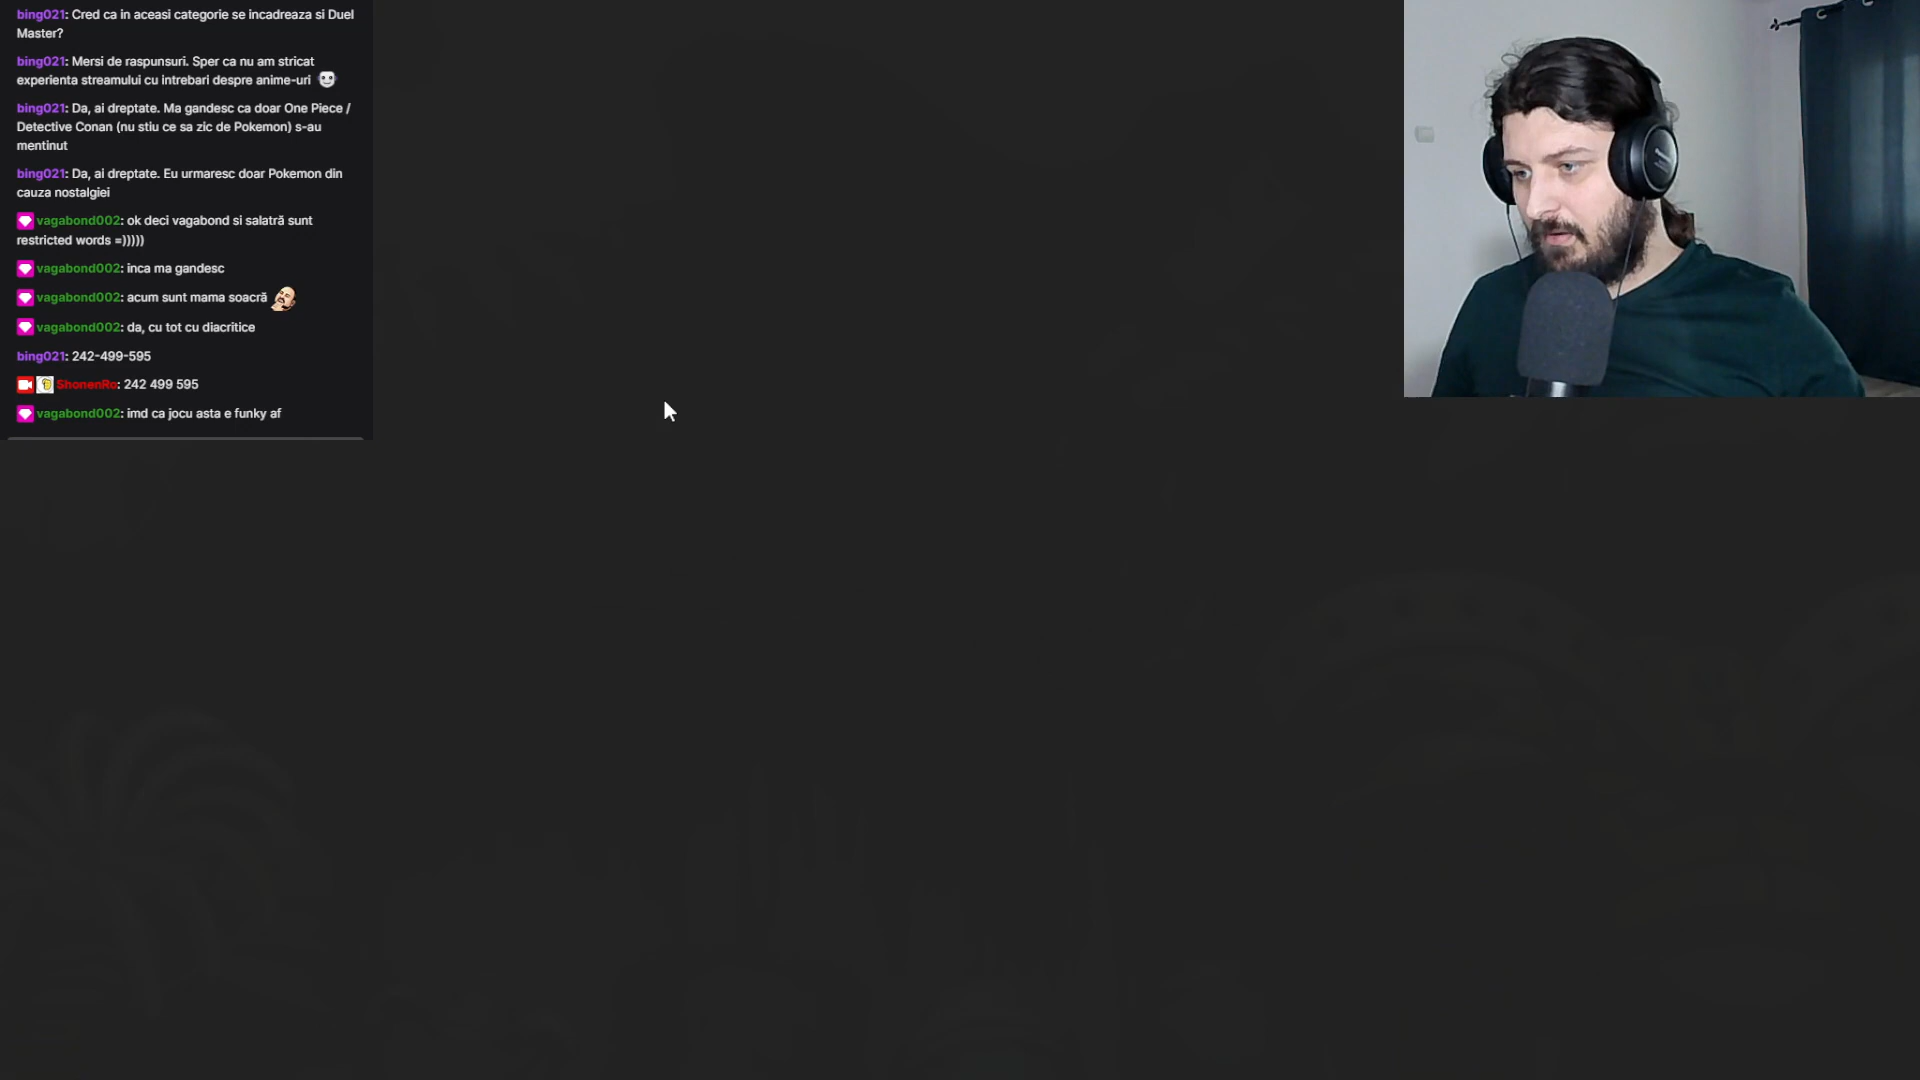 bing021: Cred ca in aceasi categorie se incadreaza si Duel
Master?
bing021: Mersi de raspunsuri. Sper ca nu am stricat
experienta streamului cu intrebari despre anime-uri
bing021: Da, ai dreptate. Ma gandesc ca doar One Piece /
Detective Conan (nu stiu ce sa zic de Pokemon) s-au
mentinut
bing021: Da, ai dreptate. Eu urmaresc doar Pokemon din
cauza nostalgiei
vagabond002: ok deci vagabond si salatră sunt
restricted words =)))))
vagabond002: inca ma gandesc
vagabond002: acum sunt mama soacră
vagabond002: da, cu tot cu diacritice
bing021: 242-499-595
ShonenRo: 242 499 595
vagabond002: imd ca jocu asta e funky af